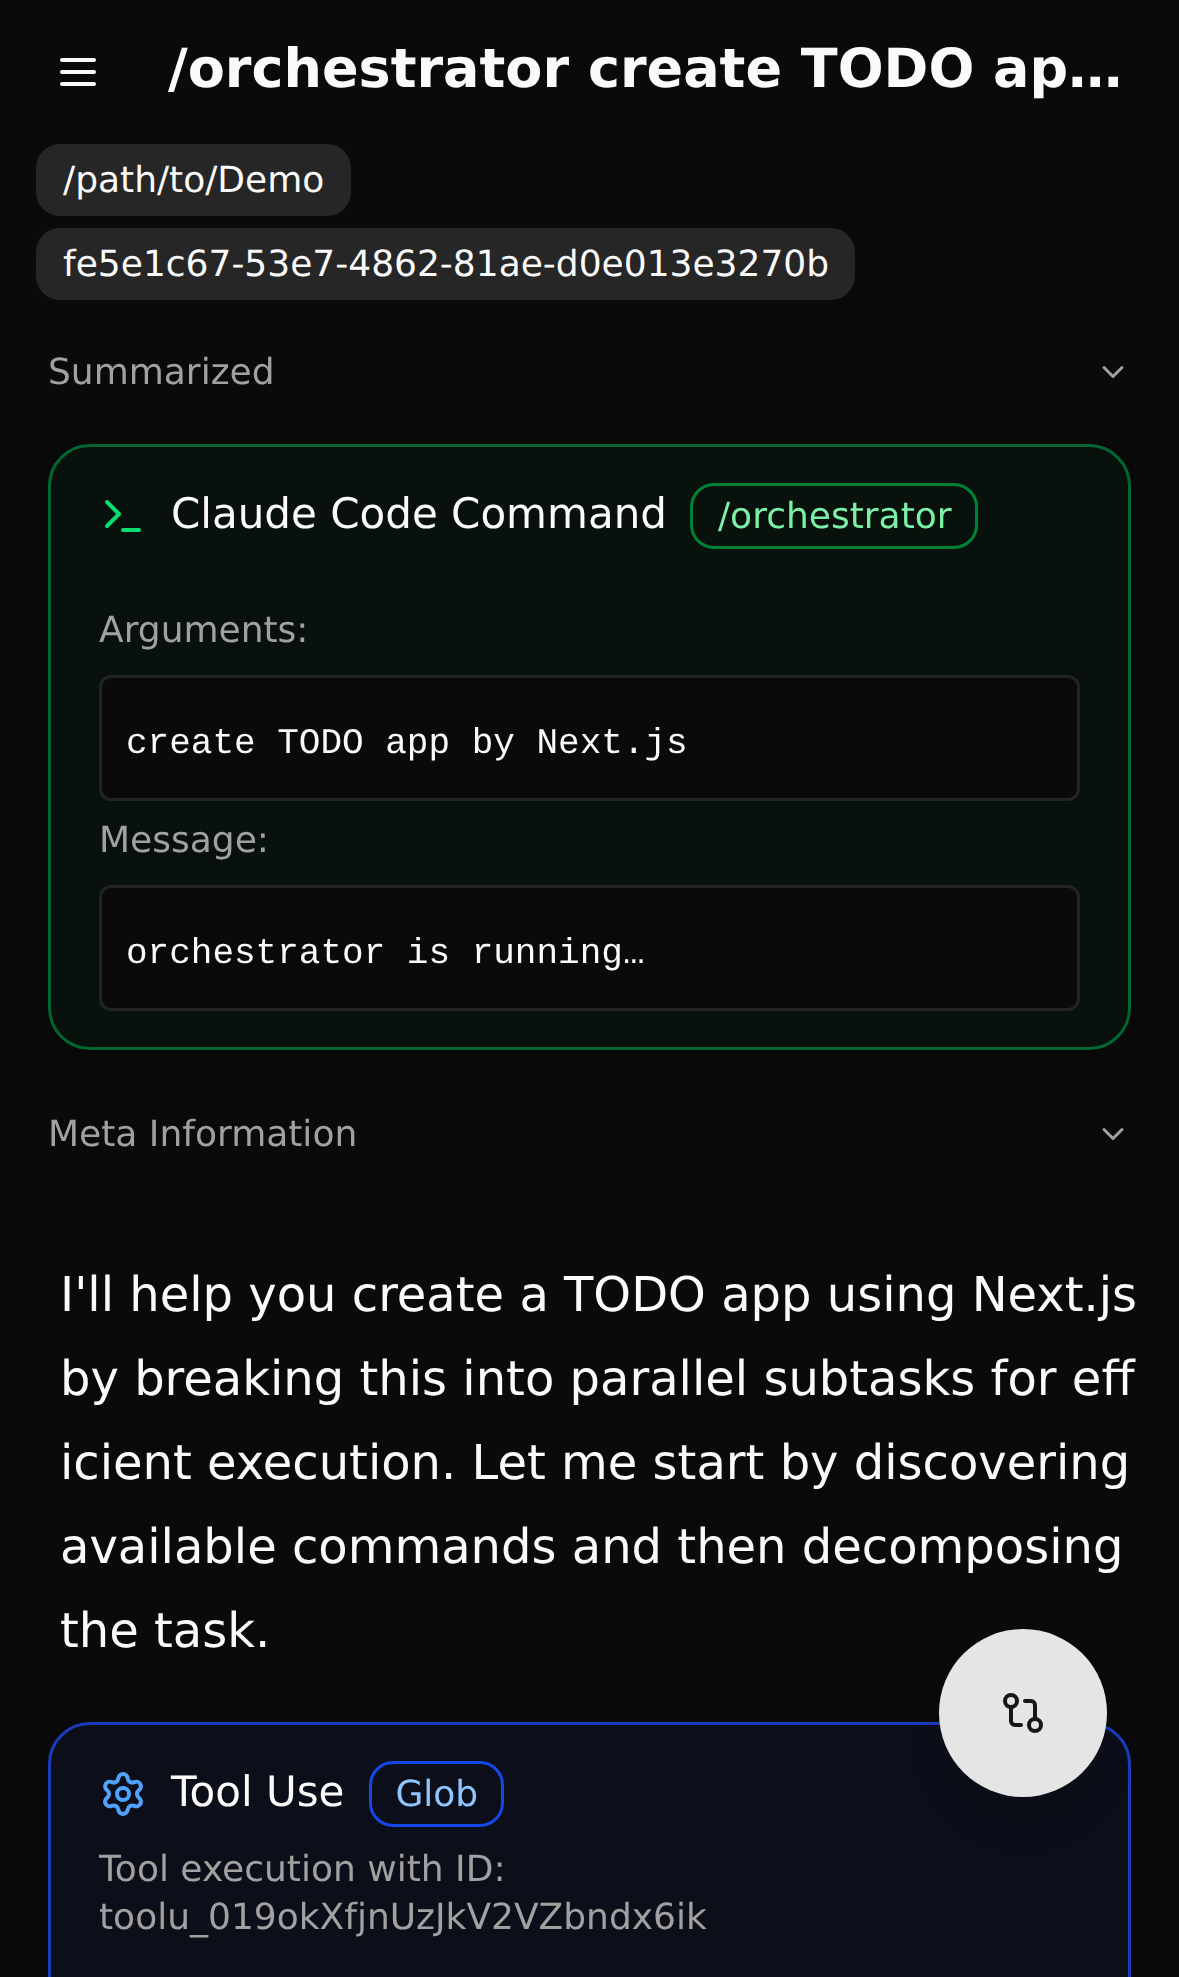 /orchestrator create TODO ap…
/path/to/Demo
fe5e1c67-53e7-4862-81ae-d0e013e3270b
Summarized
Claude Code Command /orchestrator
Arguments:
create TODO app by Next.js
Message:
orchestrator is running…
Meta Information
I'll help you create a TODO app using Next.js
by breaking this into parallel subtasks for eff
icient execution. Let me start by discovering
available commands and then decomposing
the task.
Tool Use Glob
Tool execution with ID:
toolu_019okXfjnUzJkV2VZbndx6ik